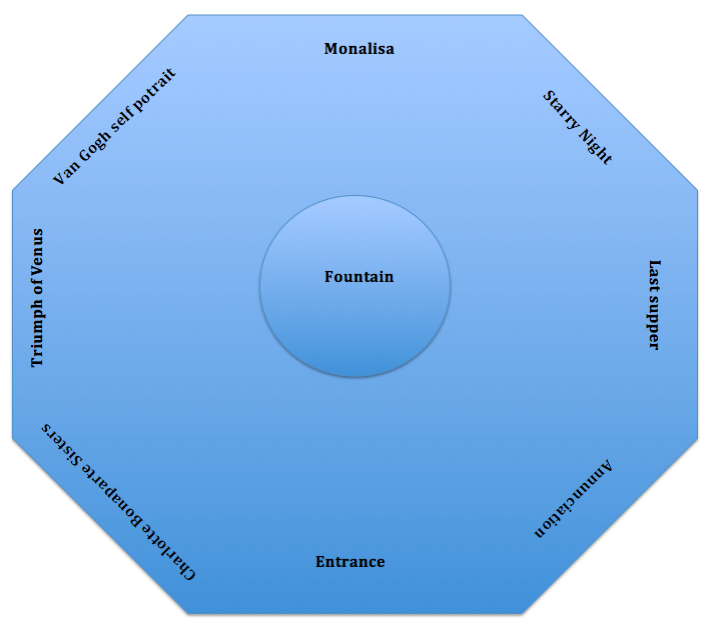 Monalisa
Van Gogh self potrait
Starry Night
Triumph of Venus
Fountain
Last supper
Charlotte Bonaparte Sisters
Annunciation
Entrance